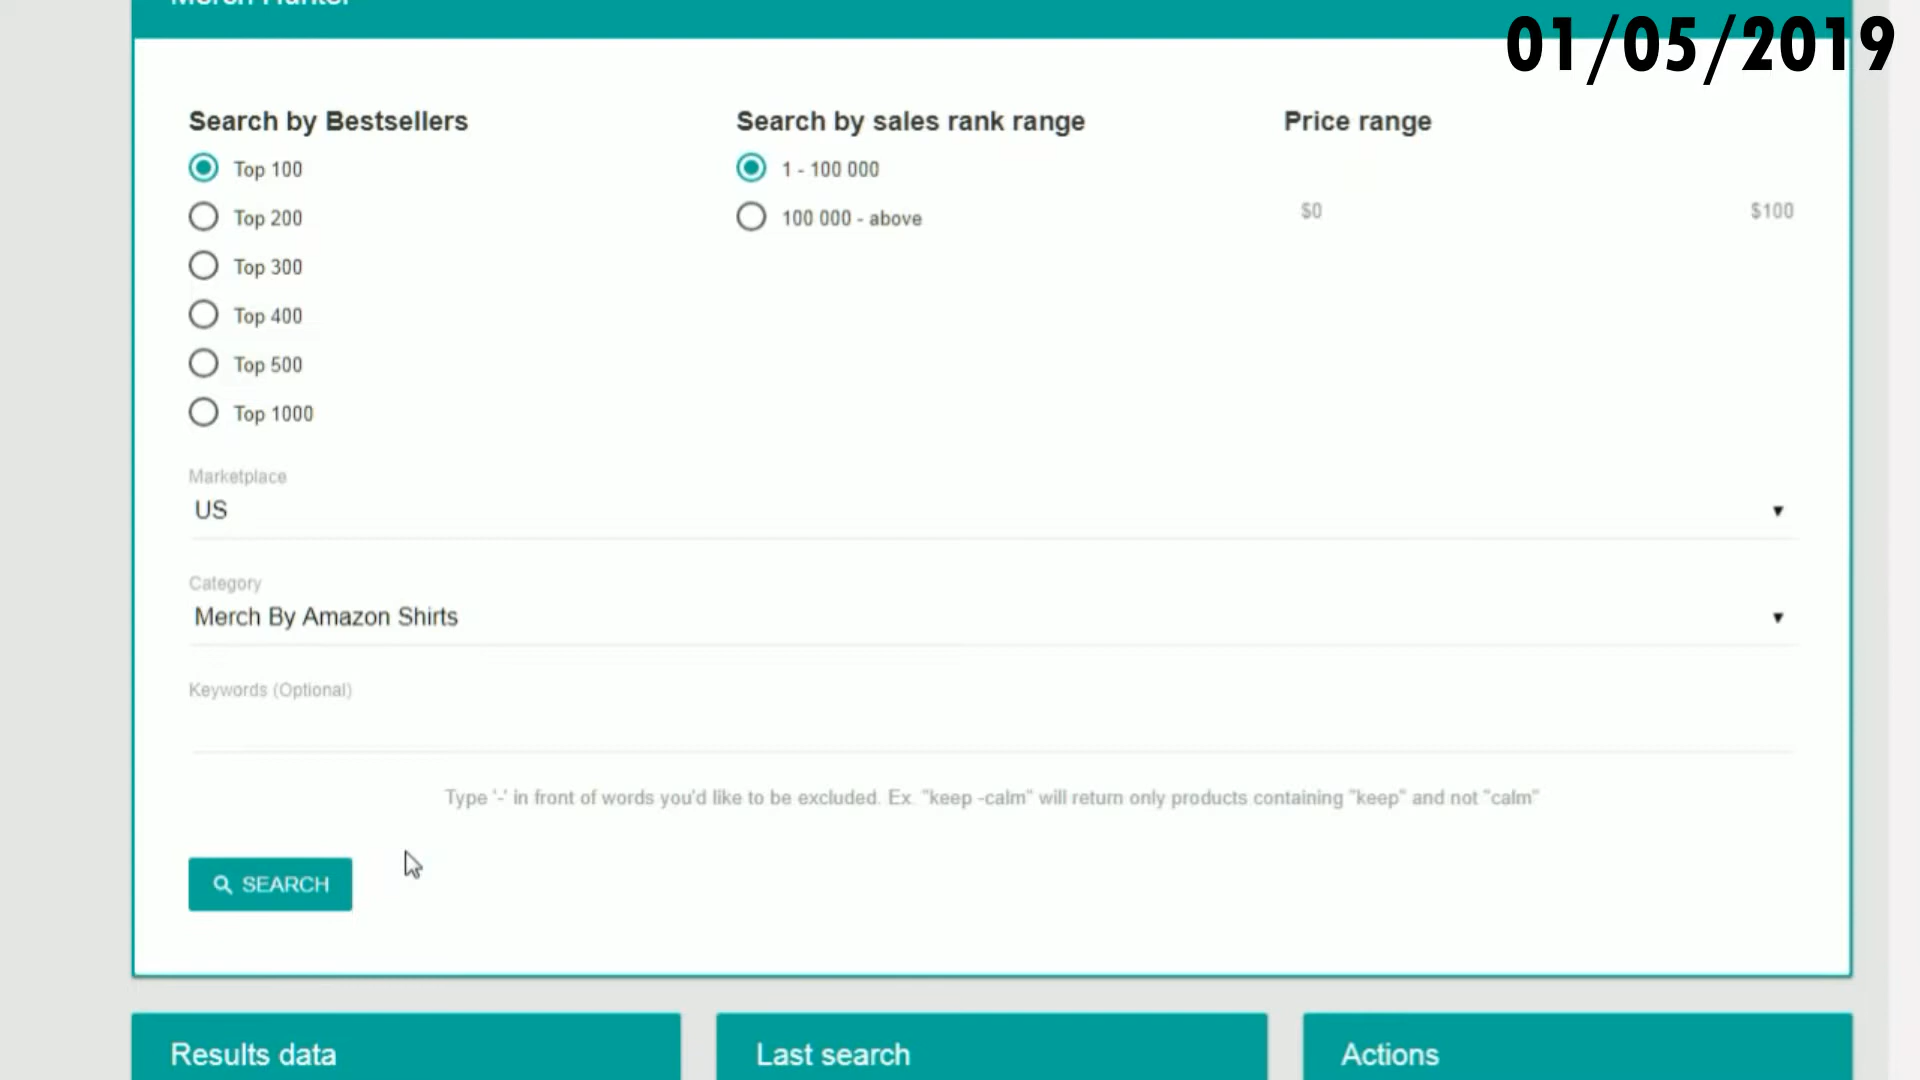 Merch Hunter
01/05/2019
Search by Bestsellers
Top 100
Top 200
Top 300
Top 400
Top 500
Top 1000
Search by sales rank range
1 - 100 000
100 000 - above
Price range
$0
$100
Marketplace
US
Category
Merch By Amazon Shirts
Keywords (Optional)
Type '-' in front of words you'd like to be excluded. Ex. "keep -calm" will return only products containing "keep" and not "calm"
SEARCH
Results data
Last search
Actions